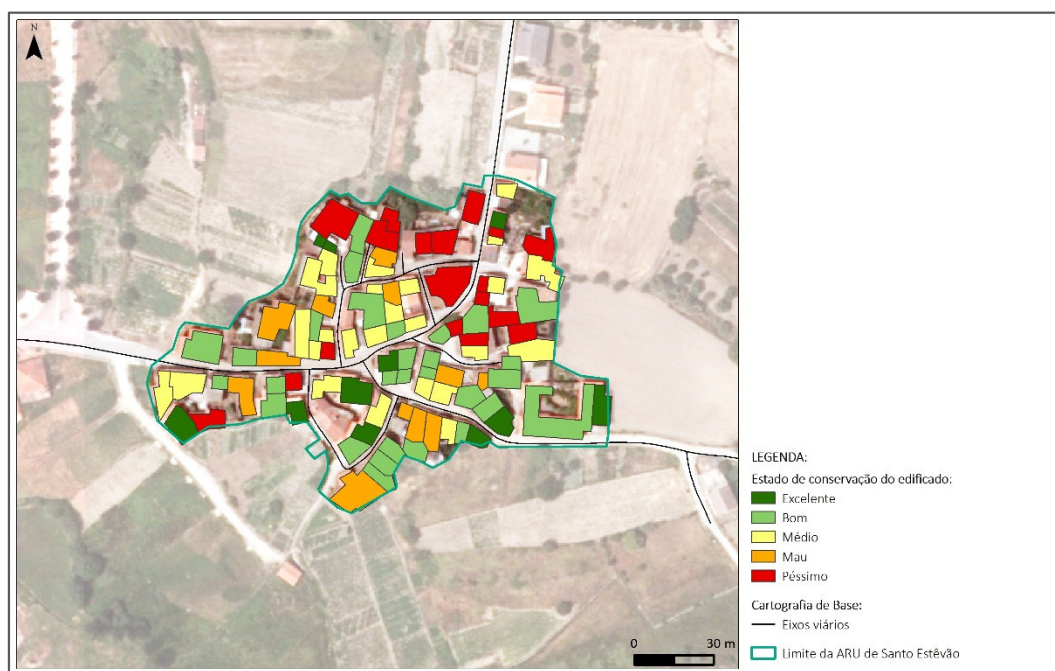 N
LEGENDA:
Estado de conservação do edificado:
Excelente
Bom
Médio
Mau
Péssimo
Cartografia de Base:
Eixos viários
Limite da ARU de Santo Estêvão
0 30 m